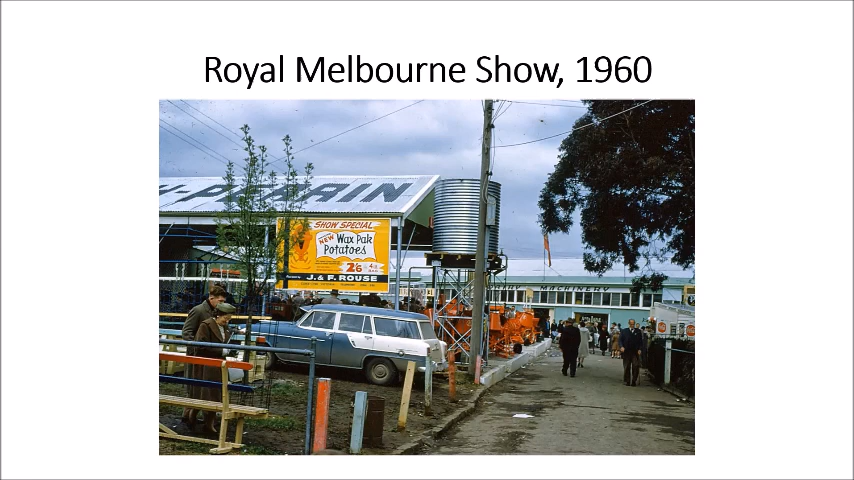 Royal Melbourne Show, 1960
PERRIN
SHOW SPECIAL
NEW Wax Pak
Potatoes
2'6
J. & F. ROUSE
MACHINERY